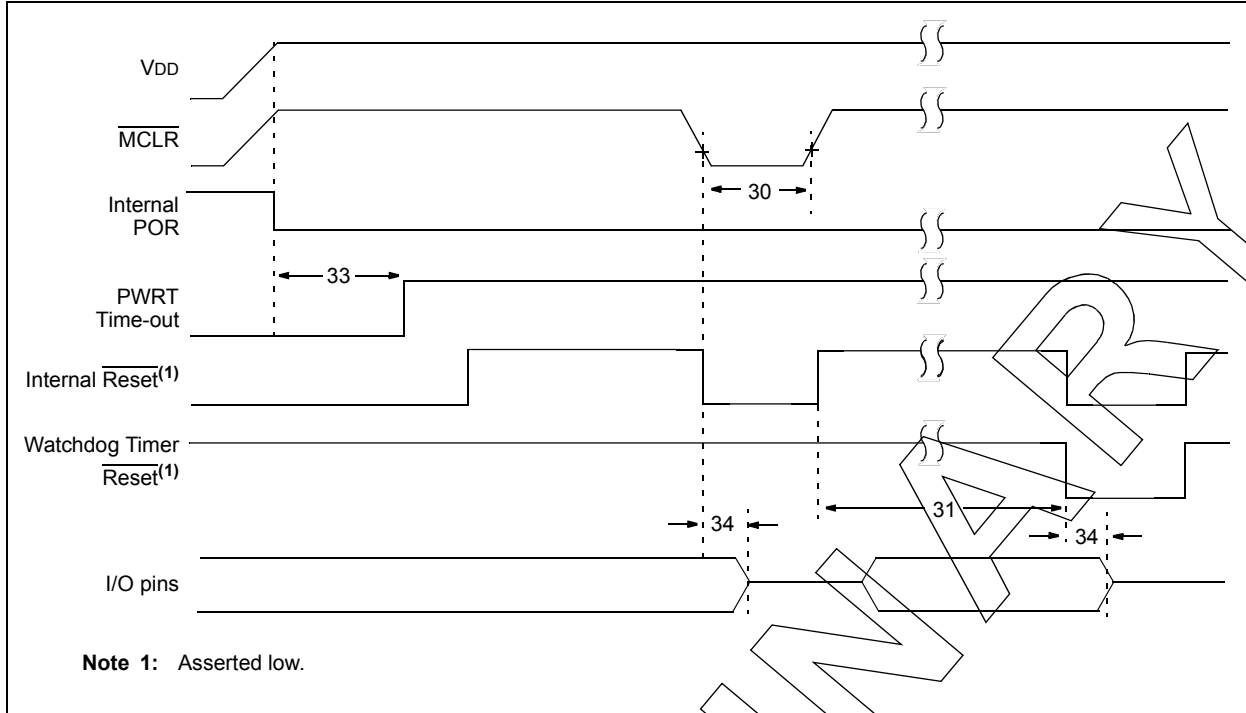 VDD
MCLR
30
Internal
POR
33
PWRT
Time-out
Internal Reset(1)
Watchdog Timer
Reset(1)
31
34
34
I/O pins
Note 1: Asserted low.
N A R Y